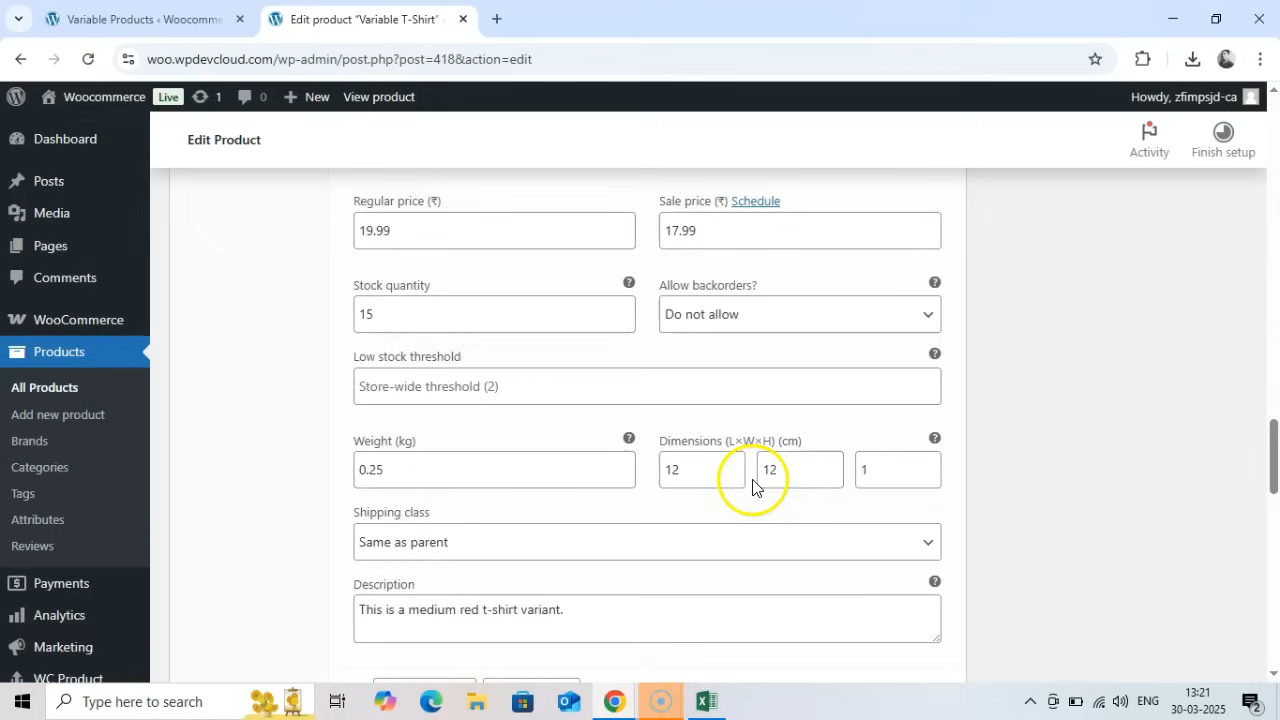 Variable Products ‹ Woocomme
Edit product "Variable T-Shirt"
woo.wpdevcloud.com/wp-admin/post.php?post=418&action=edit
Woocommerce Live 1 0 New View product Howdy, zfimpsjd-ca
Dashboard
Posts
Media
Pages
Comments
WooCommerce
Products
All Products
Add new product
Brands
Categories
Tags
Attributes
Reviews
Payments
Analytics
Marketing
WC Product
Edit Product
Activity
Finish setup
Regular price (₹)
19.99
Sale price (₹) Schedule
17.99
Stock quantity
15
Allow backorders?
Do not allow
Low stock threshold
Store-wide threshold (2)
Weight (kg)
0.25
Dimensions (L×W×H) (cm)
12 12 1
Shipping class
Same as parent
Description
This is a medium red t-shirt variant.
Type here to search
ENG
13:21
30-03-2025
2